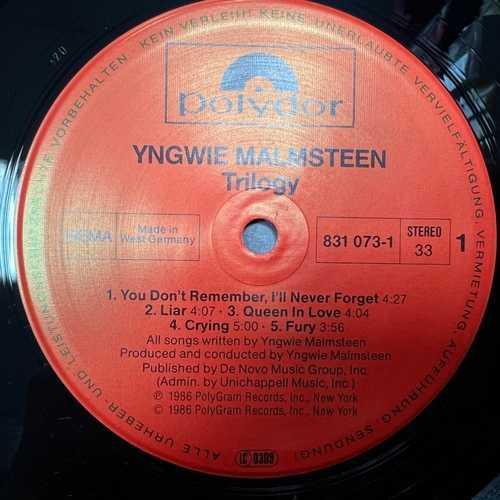 ALLE URHEBER- UND LEISTUNGSSCHUTZRECHTE VORBEHALTEN. KEIN VERLEIH! KEINE UNERLAUBTE VERVIELFÄLTIGUNG, VERMIETUNG, AUFFÜHRUNG, SENDUNG!
polydor
YNGWIE MALMSTEEN
Trilogy
GEMA
Made in
West Germany
831 073-1
STEREO
33
1
1. You Don't Remember, I'll Never Forget 4:27
2. Liar 4:07 · 3. Queen In Love 4:04
4. Crying 5:00 · 5. Fury 3:56
All songs written by Yngwie Malmsteen
Produced and conducted by Yngwie Malmsteen
Published by De Novo Music Group, Inc.
(Admin. by Unichappell Music, Inc.)
℗ 1986 PolyGram Records, Inc., New York
© 1986 PolyGram Records, Inc., New York
LC 0309